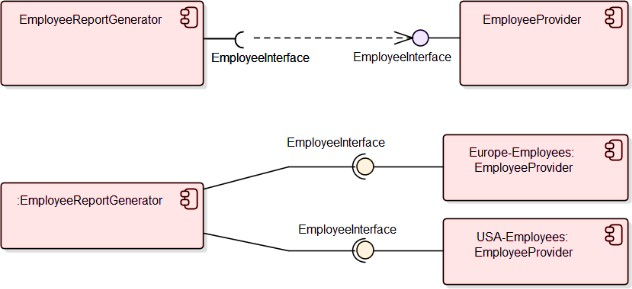 EmployeeReportGenerator
EmployeeInterface
EmployeeInterface
EmployeeProvider
:EmployeeReportGenerator
EmployeeInterface
Europe-Employees:
EmployeeProvider
EmployeeInterface
USA-Employees:
EmployeeProvider